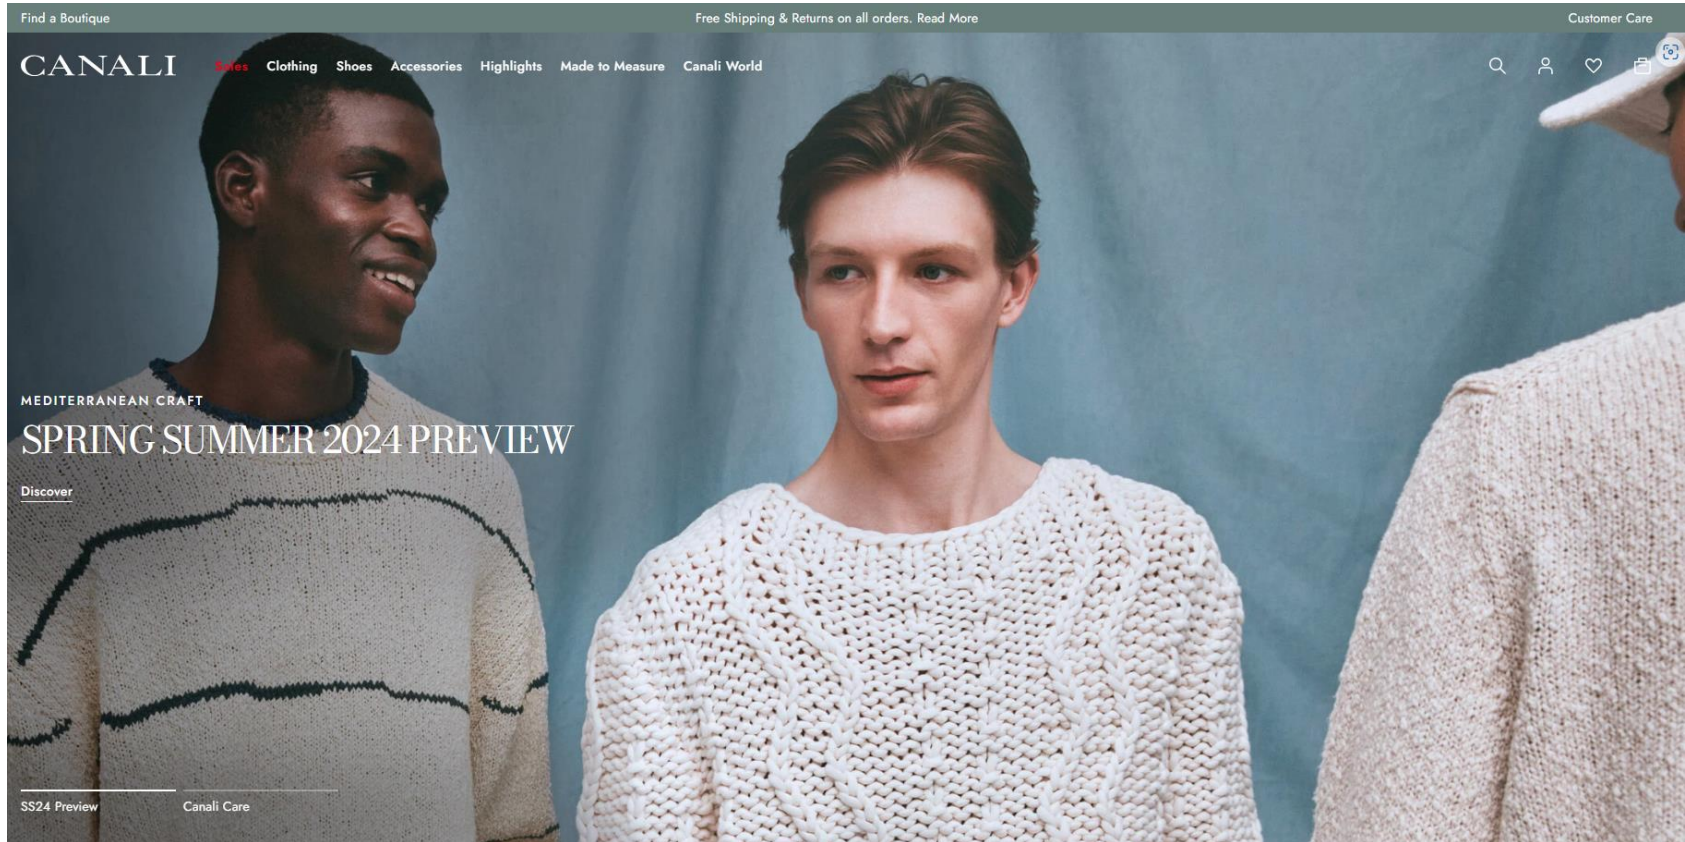 Find a Boutique
Free Shipping & Returns on all orders. Read More
Customer Care
CANALI
Sales
Clothing
Shoes
Accessories
Highlights
Made to Measure
Canali World
MEDITERRANEAN CRAFT
SPRING SUMMER 2024 PREVIEW
Discover
SS24 Preview
Canali Care